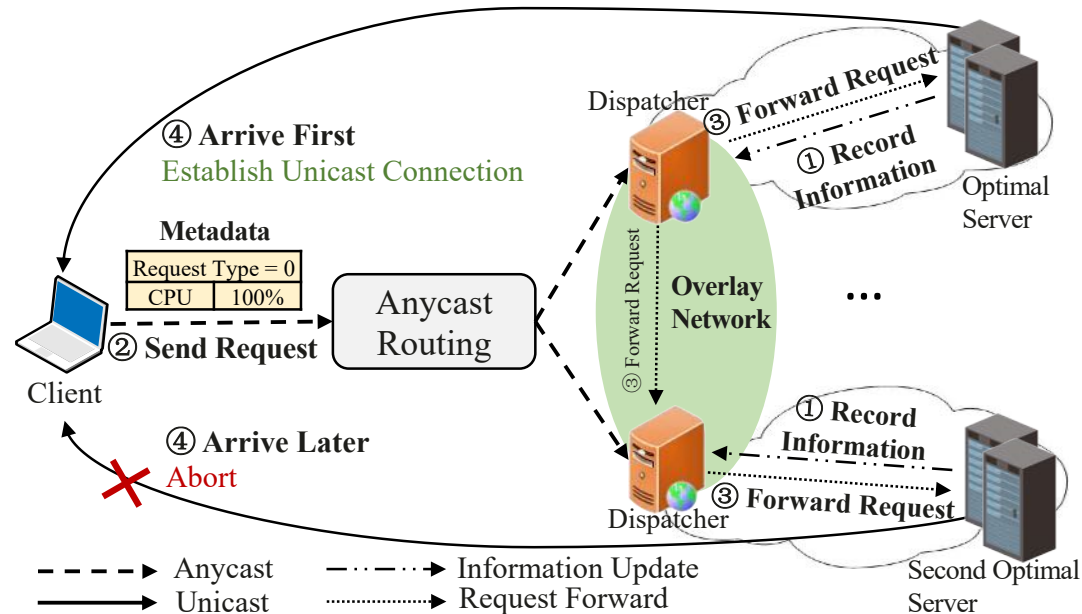 ④ Arrive First
Establish Unicast Connection
Metadata
Request Type = 0
CPU 100%
② Send Request
Client
Anycast
Routing
Dispatcher
③ Forward Request
① Record
Information
Optimal
Server
③ Forward Request
Overlay
Network
...
④ Arrive Later
Abort
① Record
Information
③ Forward Request
Dispatcher
Second Optimal
Server
Anycast
Unicast
Information Update
Request Forward